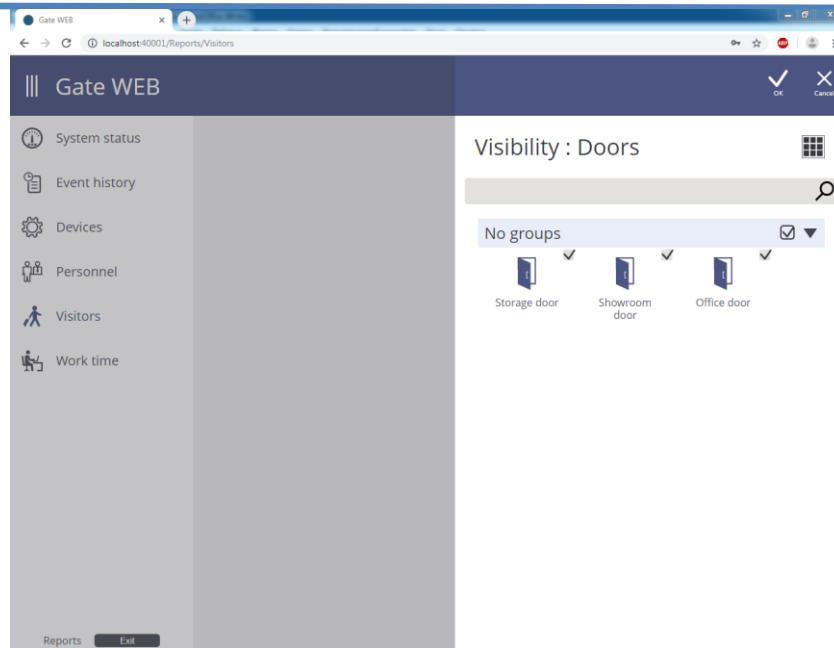 Gate WEB
localhost:40001/Reports/Visitors
Gate WEB
OK
Cancel
System status
Event history
Devices
Personnel
Visitors
Work time
Reports
Exit
Visibility : Doors
No groups
Storage door
Showroom
door
Office door